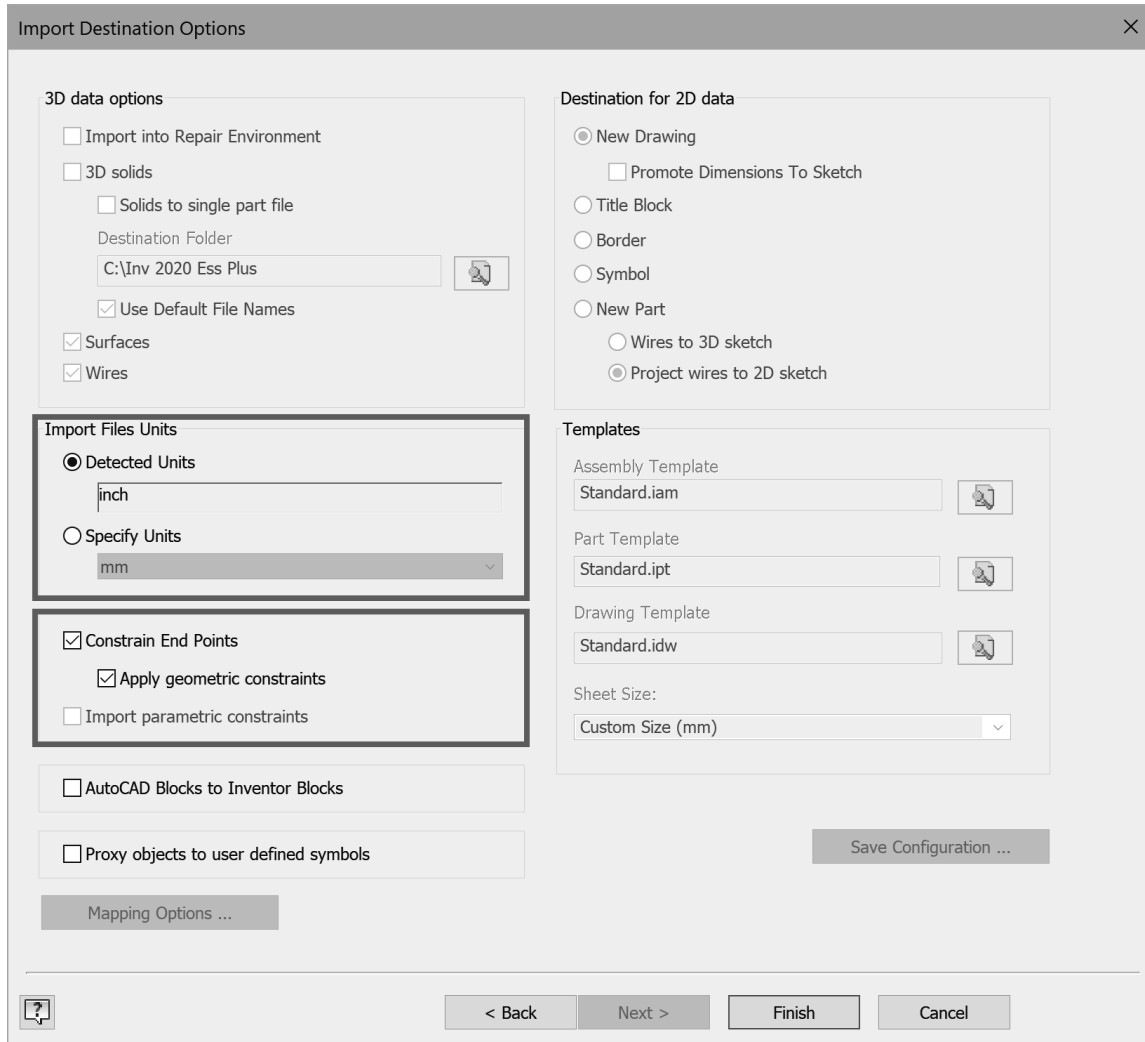 Import Destination Options
3D data options
Import into Repair Environment
3D solids
Solids to single part file
Destination Folder
C:\Inv 2020 Ess Plus
Use Default File Names
Surfaces
Wires
Import Files Units
Detected Units
inch
Specify Units
mm
Constrain End Points
Apply geometric constraints
Import parametric constraints
AutoCAD Blocks to Inventor Blocks
Proxy objects to user defined symbols
Mapping Options ...
Destination for 2D data
New Drawing
Promote Dimensions To Sketch
Title Block
Border
Symbol
New Part
Wires to 3D sketch
Project wires to 2D sketch
Templates
Assembly Template
Standard.iam
Part Template
Standard.ipt
Drawing Template
Standard.idw
Sheet Size:
Custom Size (mm)
Save Configuration ...
< Back
Next >
Finish
Cancel